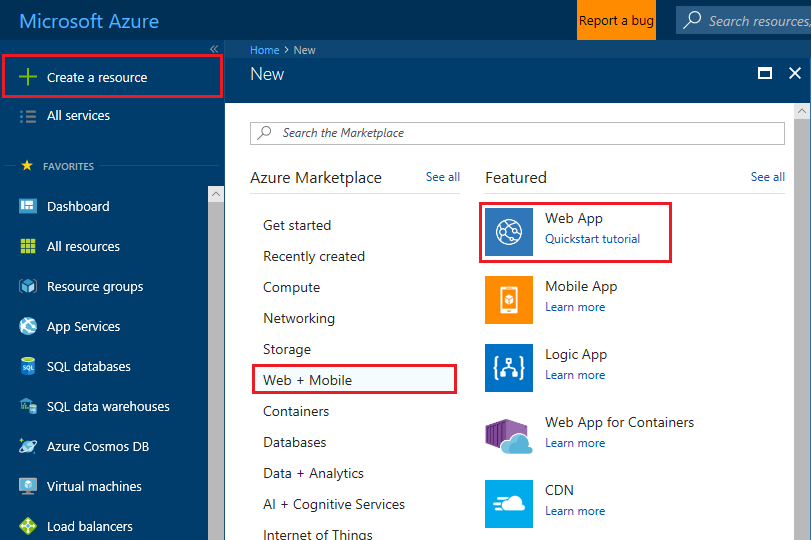 Microsoft Azure
Report a bug
Search resources,
«
Home > New
New
Create a resource
All services
FAVORITES
Dashboard
All resources
Resource groups
App Services
SQL databases
SQL data warehouses
Azure Cosmos DB
Virtual machines
Load balancers
Search the Marketplace
Azure Marketplace See all
Get started
Recently created
Compute
Networking
Storage
Web + Mobile
Containers
Databases
Data + Analytics
AI + Cognitive Services
Internet of Things
Featured See all
Web App
Quickstart tutorial
Mobile App
Learn more
Logic App
Learn more
Web App for Containers
Learn more
CDN
Learn more